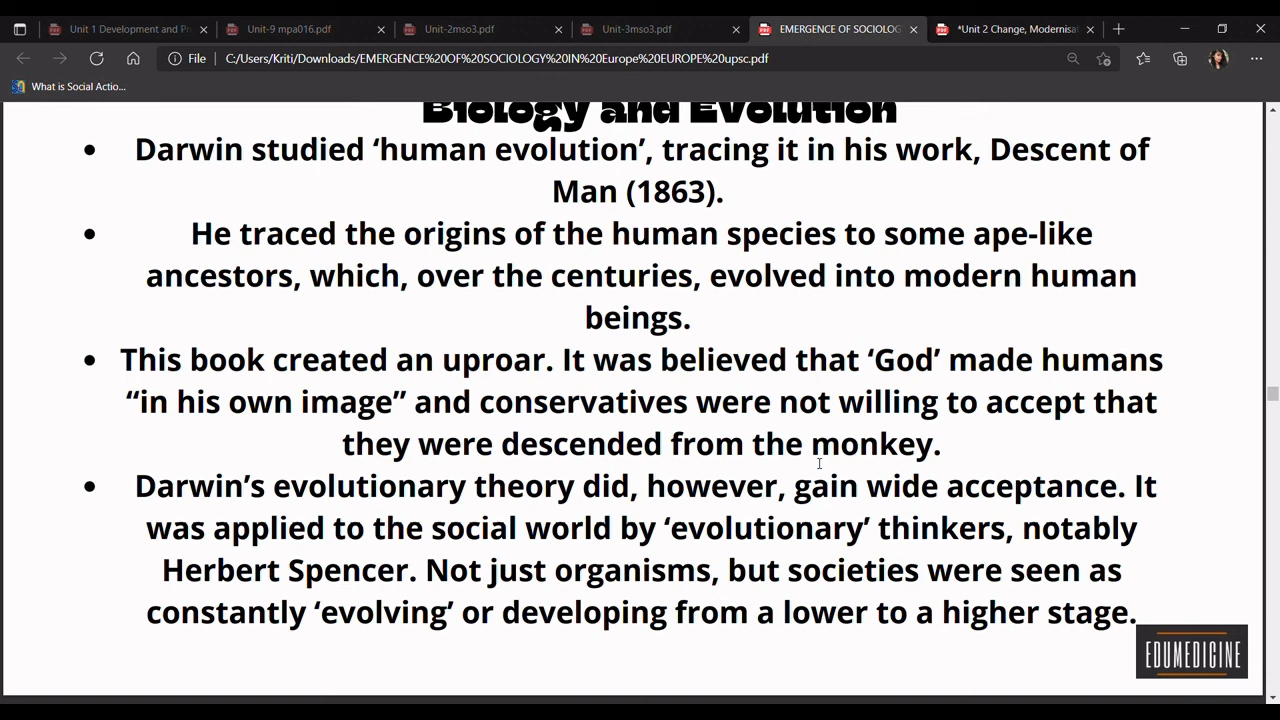 Unit 1 Development and Pr
Unit-9 mpa016.pdf
Unit-2mso3.pdf
Unit-3mso3.pdf
EMERGENCE OF SOCIOLOG
*Unit 2 Change, Modernisat
File
C:/Users/Kriti/Downloads/EMERGENCE%20OF%20SOCIOLOGY%20IN%20Europe%20EUROPE%20upsc.pdf
What is Social Actio...
Biology and Evolution
• Darwin studied ‘human evolution’, tracing it in his work, Descent of
Man (1863).
• He traced the origins of the human species to some ape-like
ancestors, which, over the centuries, evolved into modern human
beings.
• This book created an uproar. It was believed that ‘God’ made humans
“in his own image” and conservatives were not willing to accept that
they were descended from the monkey.
• Darwin’s evolutionary theory did, however, gain wide acceptance. It
was applied to the social world by ‘evolutionary’ thinkers, notably
Herbert Spencer. Not just organisms, but societies were seen as
constantly ‘evolving’ or developing from a lower to a higher stage.
EDUMEDICINE